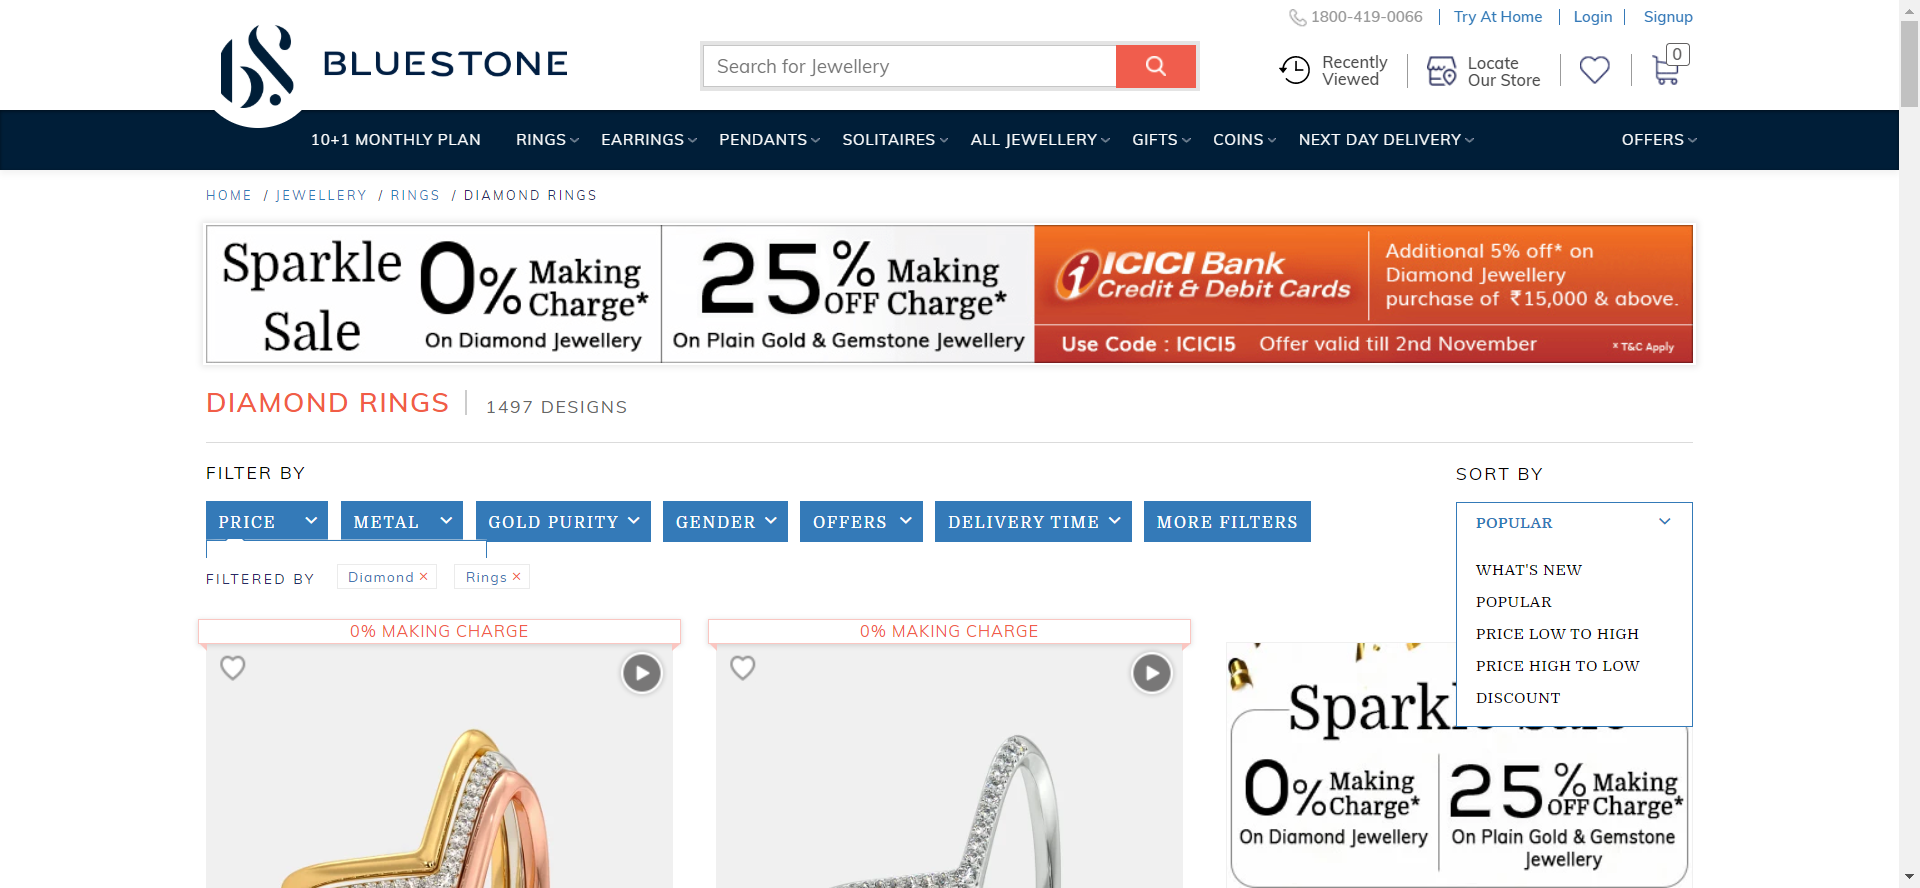 1800-419-0066 Try At Home Login Signup
BLUESTONE
Search for Jewellery
Recently
Viewed
Locate
Our Store
0
10+1 MONTHLY PLAN RINGS EARRINGS PENDANTS SOLITAIRES ALL JEWELLERY GIFTS COINS NEXT DAY DELIVERY OFFERS
HOME / JEWELLERY / RINGS / DIAMOND RINGS
Sparkle
Sale
0% Making
Charge*
On Diamond Jewellery
25% OFF Making
Charge*
On Plain Gold & Gemstone Jewellery
ICICI Bank
Credit & Debit Cards
Additional 5% off* on
Diamond Jewellery
purchase of ₹15,000 & above.
Use Code : ICICI5 Offer valid till 2nd November *T&C Apply
DIAMOND RINGS 1497 DESIGNS
FILTER BY
SORT BY
PRICE METAL GOLD PURITY GENDER OFFERS DELIVERY TIME MORE FILTERS
POPULAR
WHAT'S NEW
POPULAR
PRICE LOW TO HIGH
PRICE HIGH TO LOW
DISCOUNT
FILTERED BY Diamond × Rings ×
0% MAKING CHARGE
0% MAKING CHARGE
Sparkle Sale
0% Making
Charge*
On Diamond Jewellery
25% OFF Making
Charge*
On Plain Gold & Gemstone
Jewellery